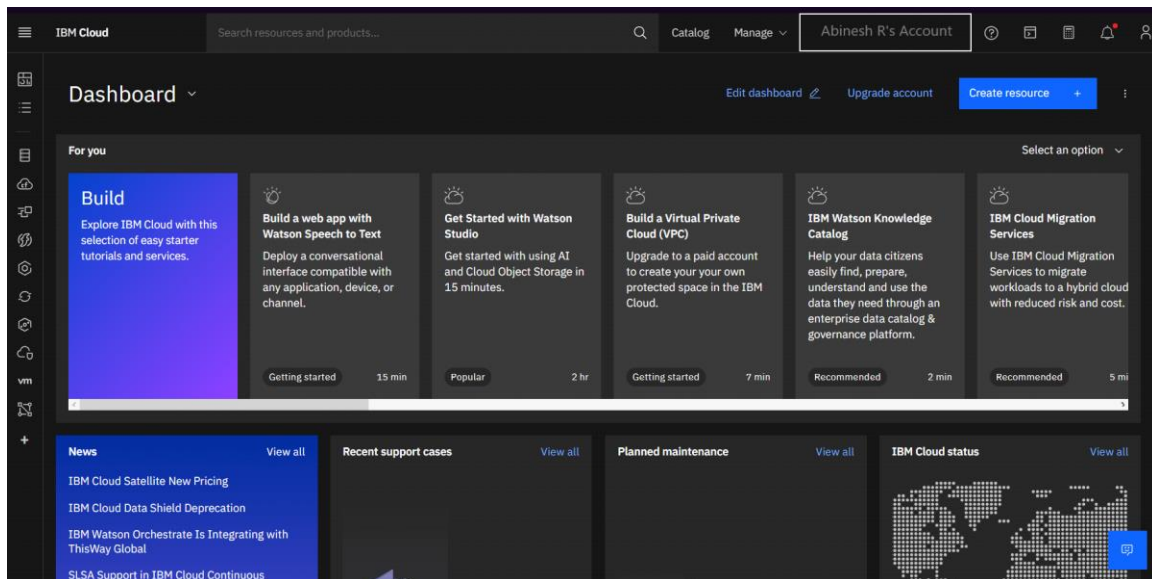 IBM Cloud
Search resources and products...
Catalog
Manage
Abinesh R's Account
Dashboard
Edit dashboard
Upgrade account
Create resource +
For you
Select an option
Build
Explore IBM Cloud with this
selection of easy starter
tutorials and services.
Build a web app with
Watson Speech to Text
Deploy a conversational
interface compatible with
any application, device, or
channel.
Getting started
15 min
Get Started with Watson
Studio
Get started with using AI
and Cloud Object Storage in
15 minutes.
Popular
2 hr
Build a Virtual Private
Cloud (VPC)
Upgrade to a paid account
to create your your own
protected space in the IBM
Cloud.
Getting started
7 min
IBM Watson Knowledge
Catalog
Help your data citizens
easily find, prepare,
understand and use the
data they need through an
enterprise data catalog &
governance platform.
Recommended
2 min
IBM Cloud Migration
Services
Use IBM Cloud Migration
Services to migrate
workloads to a hybrid cloud
with reduced risk and cost.
Recommended
5 mi
vm
News
View all
IBM Cloud Satellite New Pricing
IBM Cloud Data Shield Deprecation
IBM Watson Orchestrate Is Integrating with
ThisWay Global
SLSA Support in IBM Cloud Continuous
Recent support cases
View all
Planned maintenance
View all
IBM Cloud status
View all